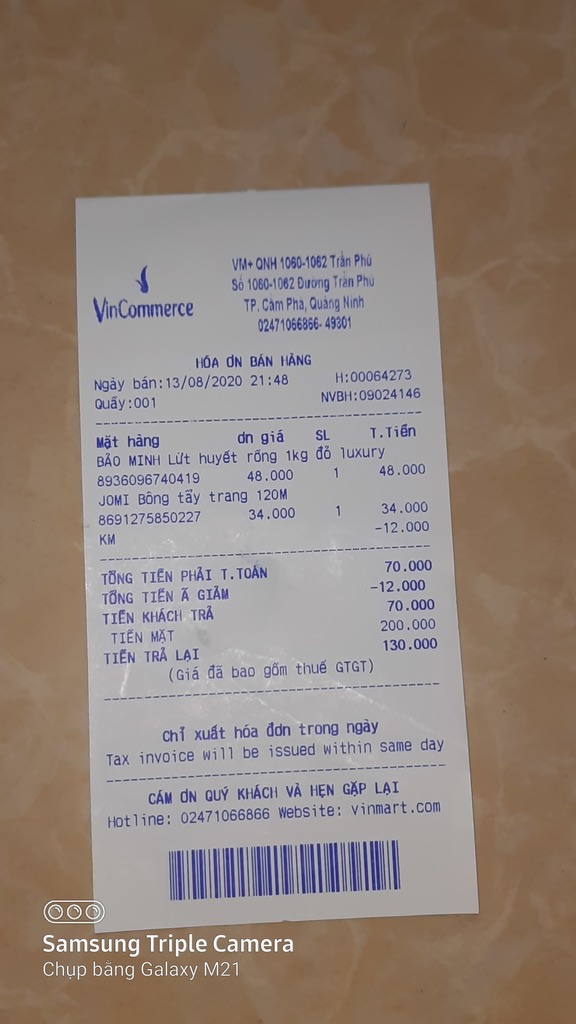 VinCommerce
VM+ QNH 1060-1062 Trần Phú
Số 1060-1062 Đường Trần Phú
TP. Cẩm Phả, Quảng Ninh
02471066866- 49301
HÓA ƠN BÁN HÀNG
Ngày bán:13/08/2020 21:48 H:00064273
Quầy:001 NVBH:09024146
Mặt hàng ơn giá SL T.Tiền
BẢO MINH Lứt huyết rồng 1kg đỏ luxury
8936096740419 48.000 1 48.000
JOMI Bông tẩy trang 120M
8691275850227 34.000 1 34.000
KM -12.000
TỔNG TIỀN PHẢI T.TOÁN 70.000
TỔNG TIỀN Ã GIẢM -12.000
TIỀN KHÁCH TRẢ 70.000
TIỀN MẶT 200.000
TIỀN TRẢ LẠI 130.000
(Giá đã bao gồm thuế GTGT)
Chỉ xuất hóa đơn trong ngày
Tax invoice will be issued within same day
CÁM ƠN QUÝ KHÁCH VÀ HẸN GẶP LẠI
Hotline: 02471066866 Website: vinmart.com
Samsung Triple Camera
Chụp bằng Galaxy M21